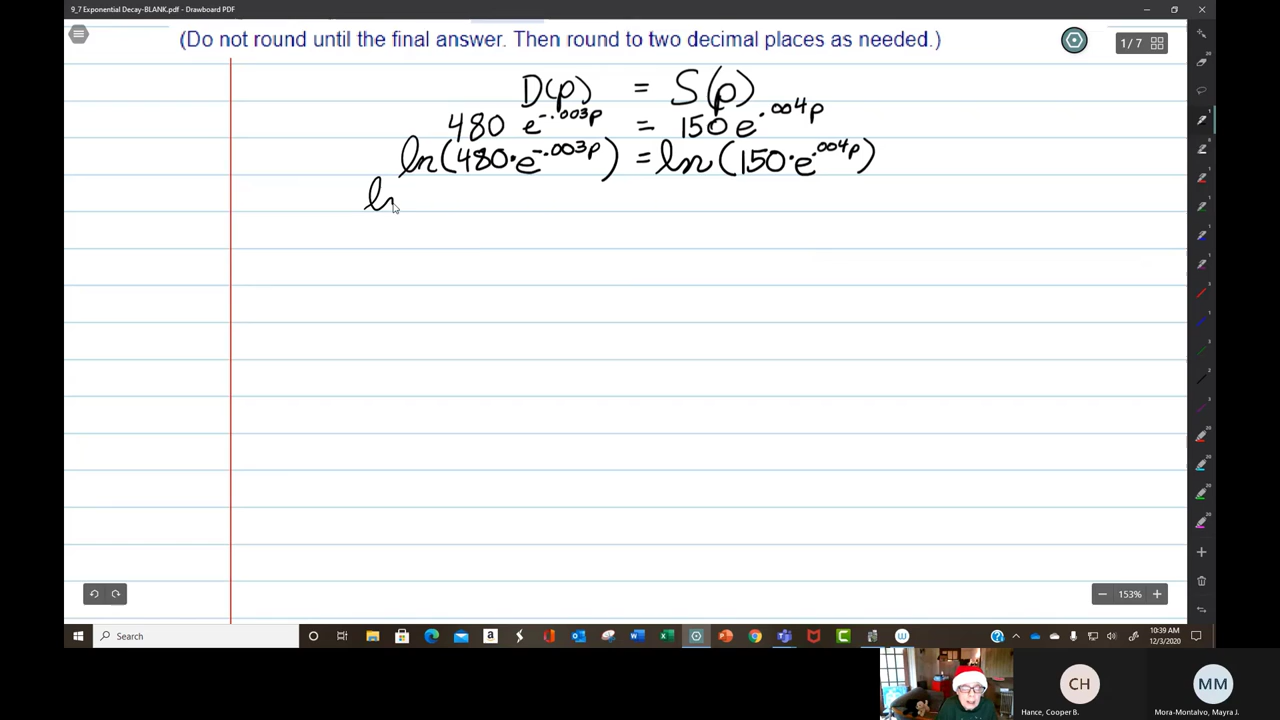 9_7 Exponential Decay-BLANK.pdf - Drawboard PDF
(Do not round until the final answer. Then round to two decimal places as needed.)
1/7
D(p) = S(p)
480 e^-.003p = 150 e^.004p
ln(480·e^-.003p) = ln(150·e^.004p)
ln
153%
Search
10:39 AM
12/3/2020
CH
MM
Hance, Cooper B.
Mora-Montalvo, Mayra J.